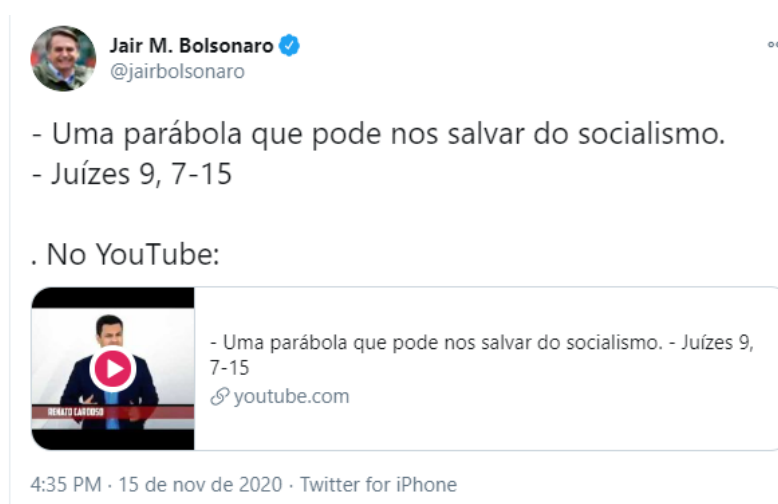 Jair M. Bolsonaro
@jairbolsonaro
- Uma parábola que pode nos salvar do socialismo.
- Juízes 9, 7-15
. No YouTube:
- Uma parábola que pode nos salvar do socialismo. - Juízes 9,
7-15
youtube.com
RENATO CARDOSO
4:35 PM · 15 de nov de 2020 · Twitter for iPhone